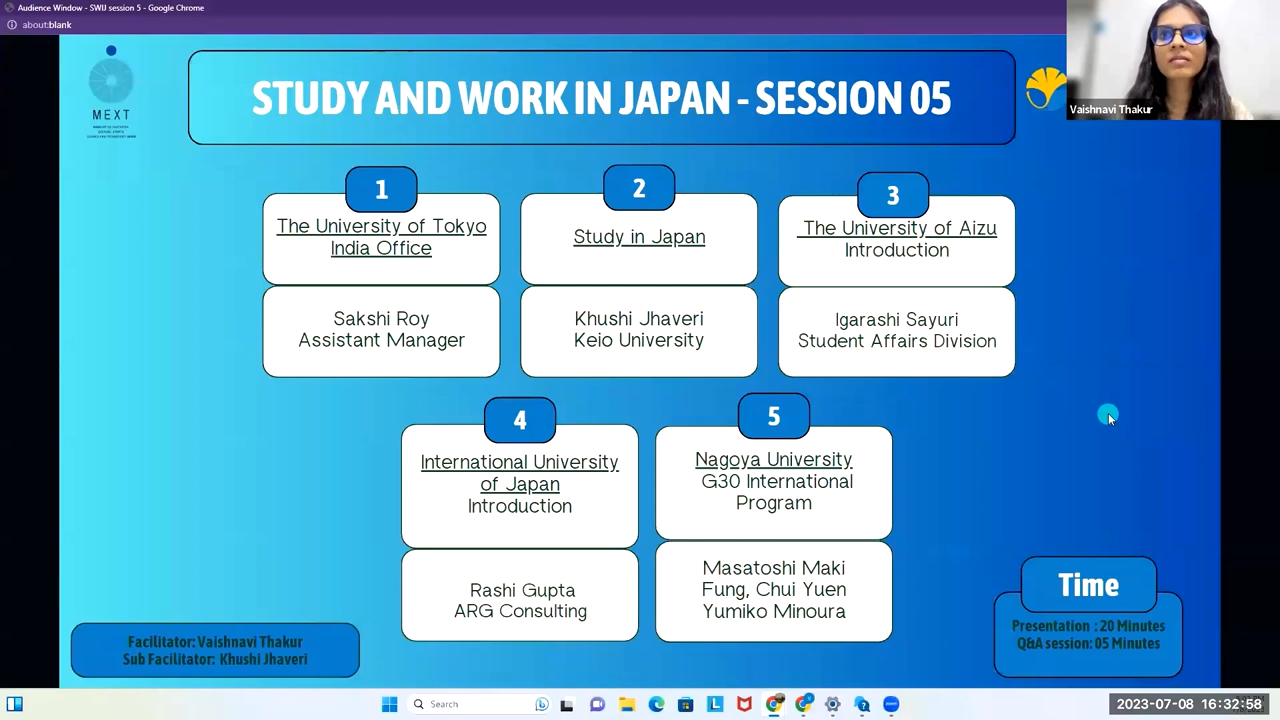 Audience Window - SWIJ session 5 - Google Chrome
about:blank
MEXT
STUDY AND WORK IN JAPAN - SESSION 05
Vaishnavi Thakur
1
The University of Tokyo
India Office
Sakshi Roy
Assistant Manager
2
Study in Japan
Khushi Jhaveri
Keio University
3
The University of Aizu
Introduction
Igarashi Sayuri
Student Affairs Division
4
International University
of Japan
Introduction
Rashi Gupta
ARG Consulting
5
Nagoya University
G30 International
Program
Masatoshi Maki
Fung, Chui Yuen
Yumiko Minoura
Time
Presentation : 20 Minutes
Q&A session: 05 Minutes
Facilitator: Vaishnavi Thakur
Sub Facilitator: Khushi Jhaveri
Search
2023-07-08 16:32:58